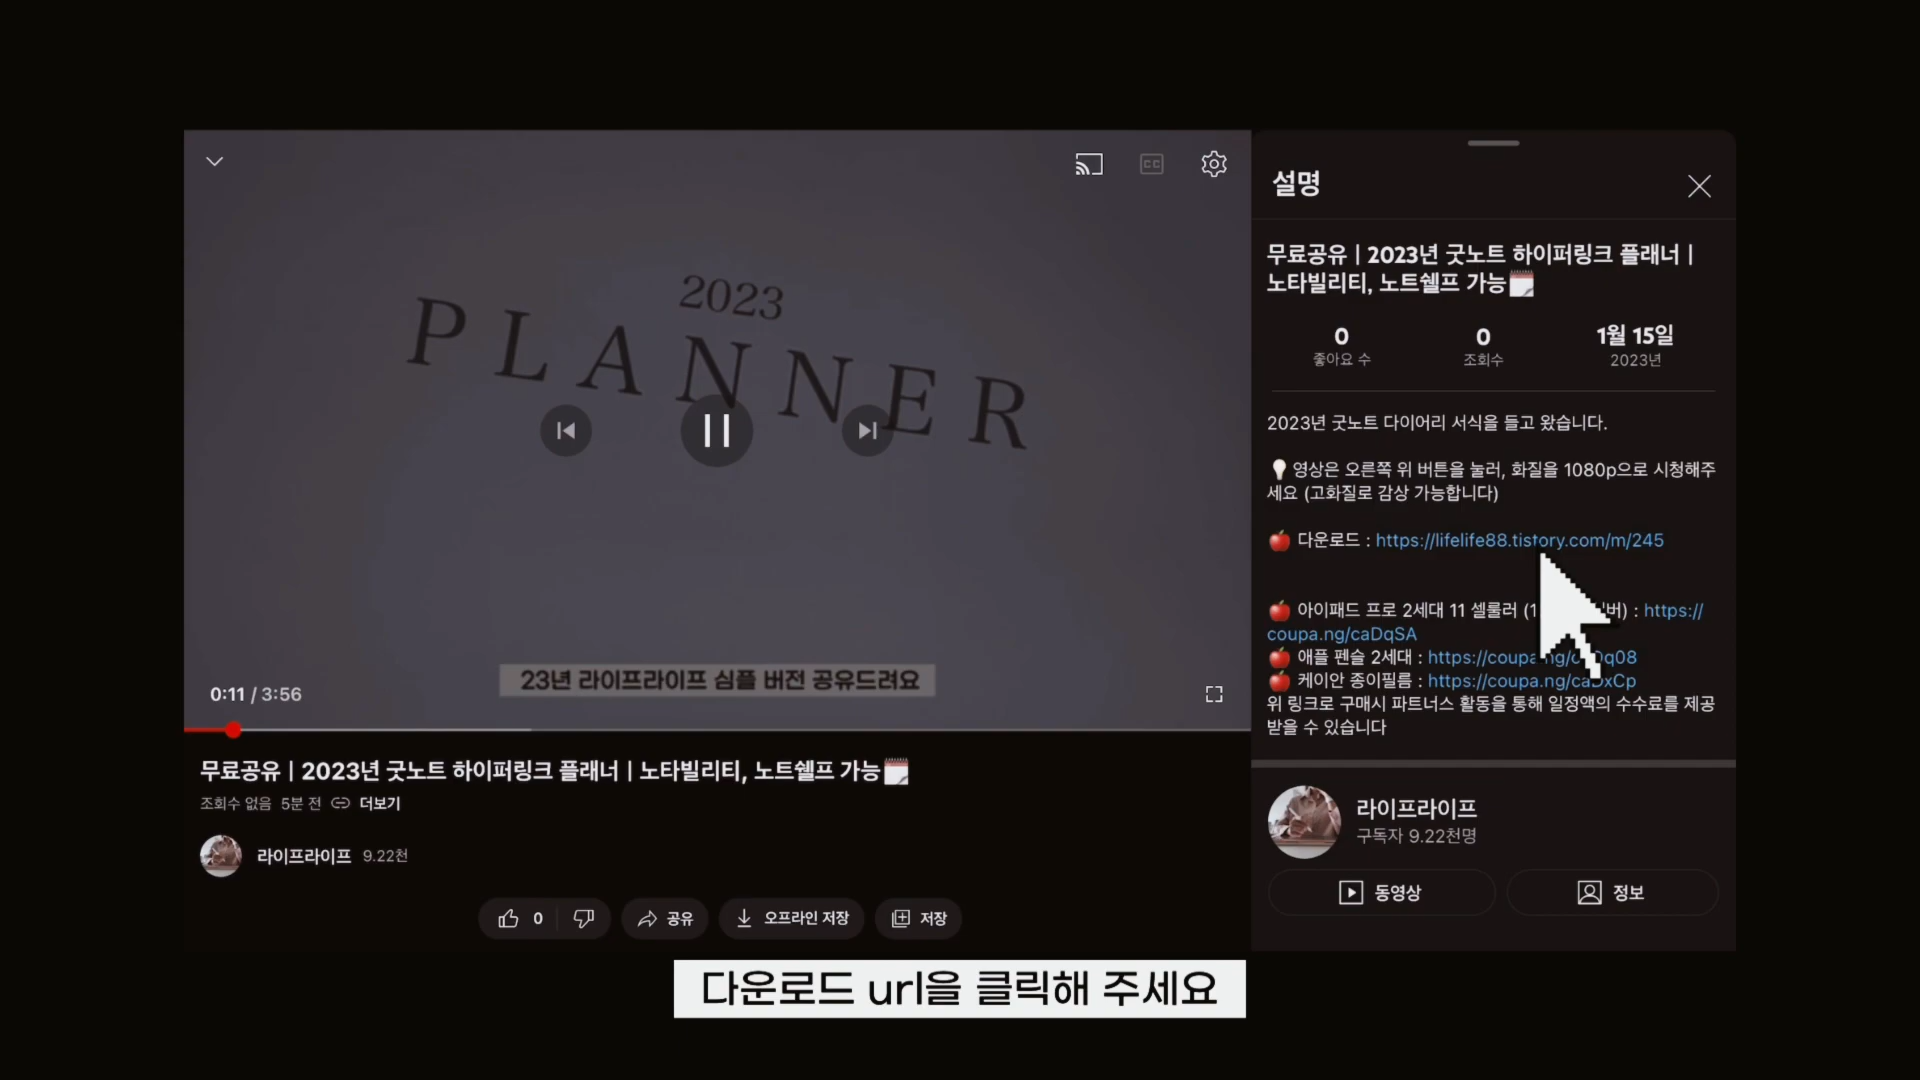 2023
PLANNER
23년 라이프라이프 심플 버전 공유드려요
0:11 / 3:56
무료공유 | 2023년 굿노트 하이퍼링크 플래너 | 노타빌리티, 노트쉘프 가능
조회수 없음 5분 전 더보기
라이프라이프 9.22천
0
공유
오프라인 저장
저장
설명
무료공유 | 2023년 굿노트 하이퍼링크 플래너 |
노타빌리티, 노트쉘프 가능
0 0 1월 15일
좋아요 수 조회수 2023년
2023년 굿노트 다이어리 서식을 들고 왔습니다.
영상은 오른쪽 위 버튼을 눌러, 화질을 1080p으로 시청해주
세요 (고화질로 감상 가능합니다)
다운로드 : https://lifelife88.tistory.com/m/245
아이패드 프로 2세대 11 셀룰러 : https://
coupa.ng/caDqSA
애플 펜슬 2세대 :
케이안 종이필름 :
위 링크로 구매시 파트너스 활동을 통해 일정액의 수수료를 제공
받을 수 있습니다
라이프라이프
구독자 9.22천명
동영상
정보
다운로드 url을 클릭해 주세요